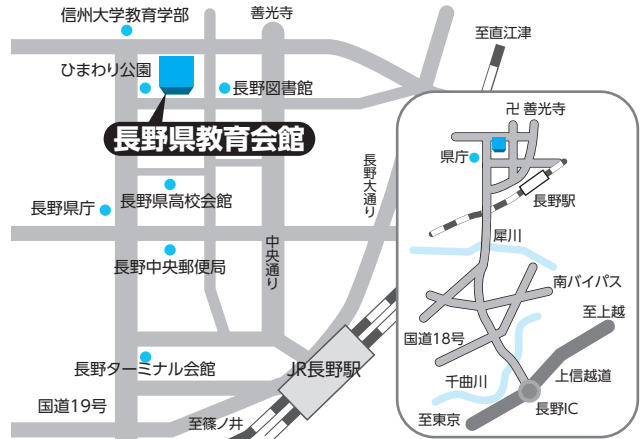 信州大学教育学部
善光寺
至直江津
ひまわり公園
長野図書館
長野県教育会館
長野大通り
長野県高校会館
長野県庁
中央通り
長野中央郵便局
長野ターミナル会館
JR長野駅
国道19号
至篠ノ井
卍 善光寺
県庁
長野駅
犀川
南バイパス
至上越
国道18号
上信越道
千曲川
長野IC
至東京